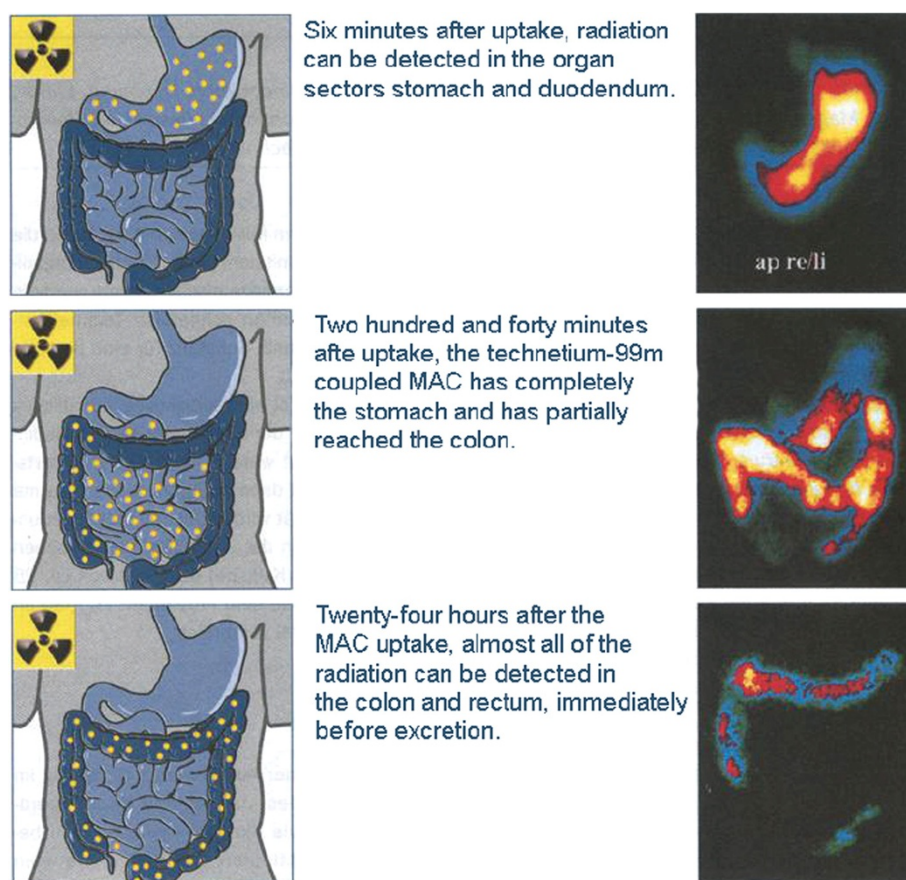 Six minutes after uptake, radiation
can be detected in the organ
sectors stomach and duodendum.
ap re/li
Two hundred and forty minutes
afte uptake, the technetium-99m
coupled MAC has completely
the stomach and has partially
reached the colon.
Twenty-four hours after the
MAC uptake, almost all of the
radiation can be detected in
the colon and rectum, immediately
before excretion.